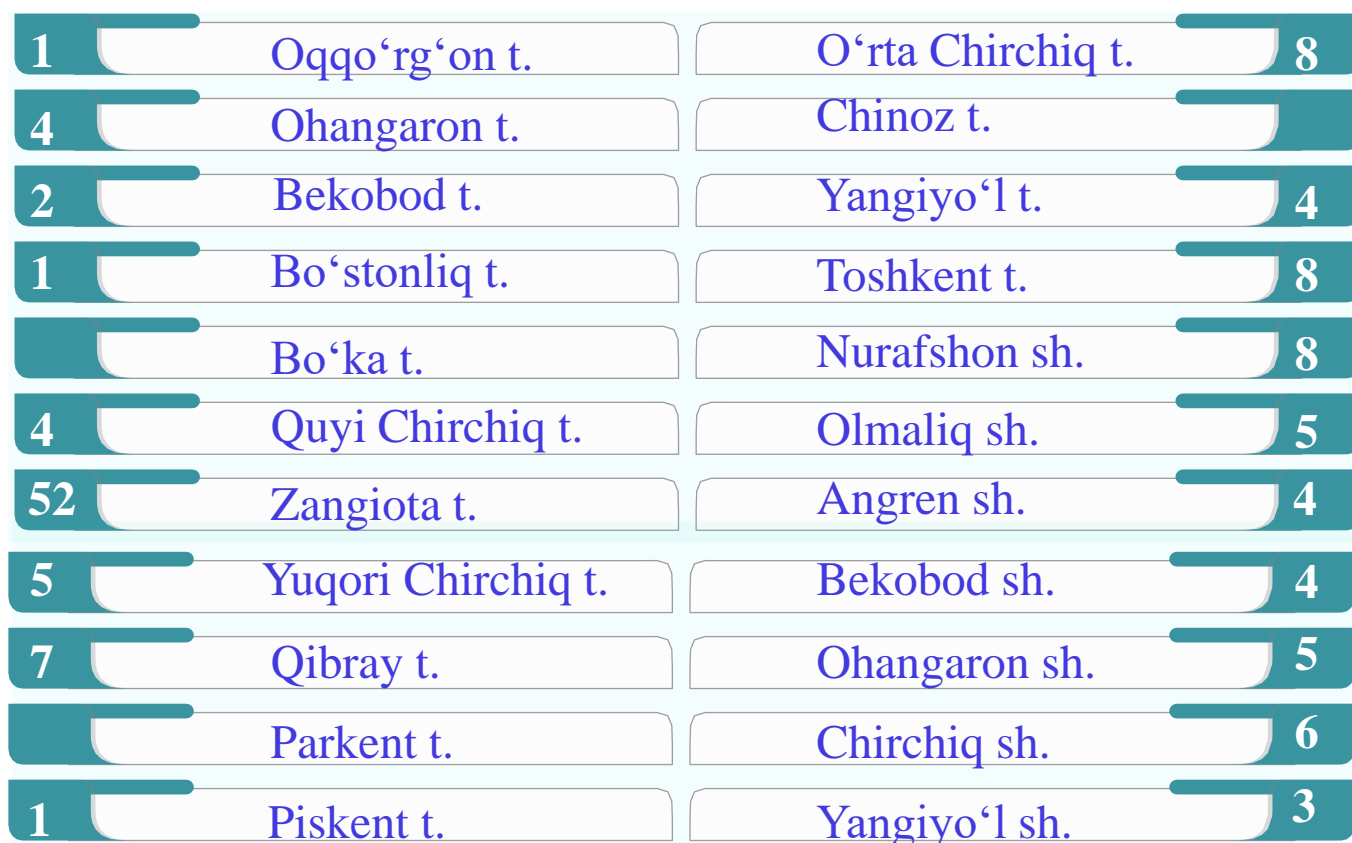 1 Oqqo‘rg‘on t. O‘rta Chirchiq t. 8
4 Ohangaron t. Chinoz t.
2 Bekobod t. Yangiyo‘l t. 4
1 Bo‘stonliq t. Toshkent t. 8
Bo‘ka t. Nurafshon sh. 8
4 Quyi Chirchiq t. Olmaliq sh. 5
52 Zangiota t. Angren sh. 4
5 Yuqori Chirchiq t. Bekobod sh. 4
7 Qibray t. Ohangaron sh. 5
Parkent t. Chirchiq sh. 6
1 Piskent t. Yangiyo‘l sh. 3